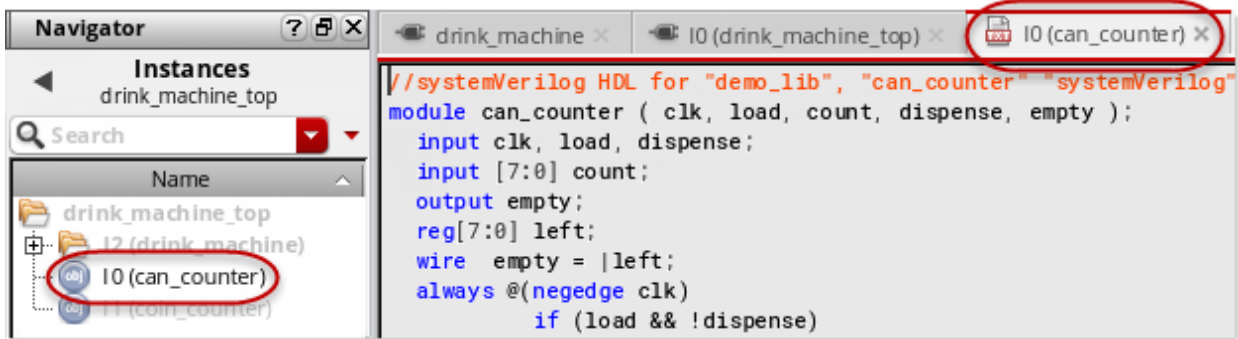 Navigator
Instances
drink_machine_top
Search
Name
drink_machine_top
I2 (drink_machine)
I0 (can_counter)
I1 (coin_counter)
drink_machine
I0 (drink_machine_top)
I0 (can_counter)
//systemVerilog HDL for "demo_lib", "can_counter" "systemVerilog"
module can_counter ( clk, load, count, dispense, empty );
input clk, load, dispense;
input [7:0] count;
output empty;
reg[7:0] left;
wire empty = |left;
always @(negedge clk)
if (load && !dispense)